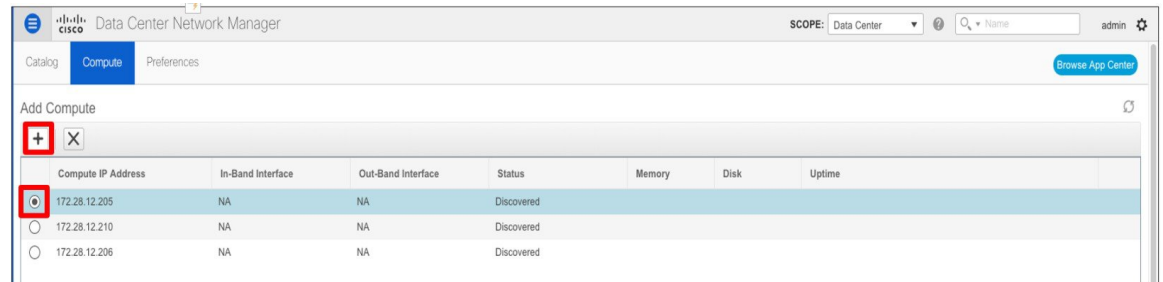 cisco Data Center Network Manager SCOPE: Data Center Name admin
Catalog Compute Preferences Browse App Center
Add Compute
Compute IP Address In-Band Interface Out-Band Interface Status Memory Disk Uptime
172.28.12.205 NA NA Discovered
172.28.12.210 NA NA Discovered
172.28.12.206 NA NA Discovered